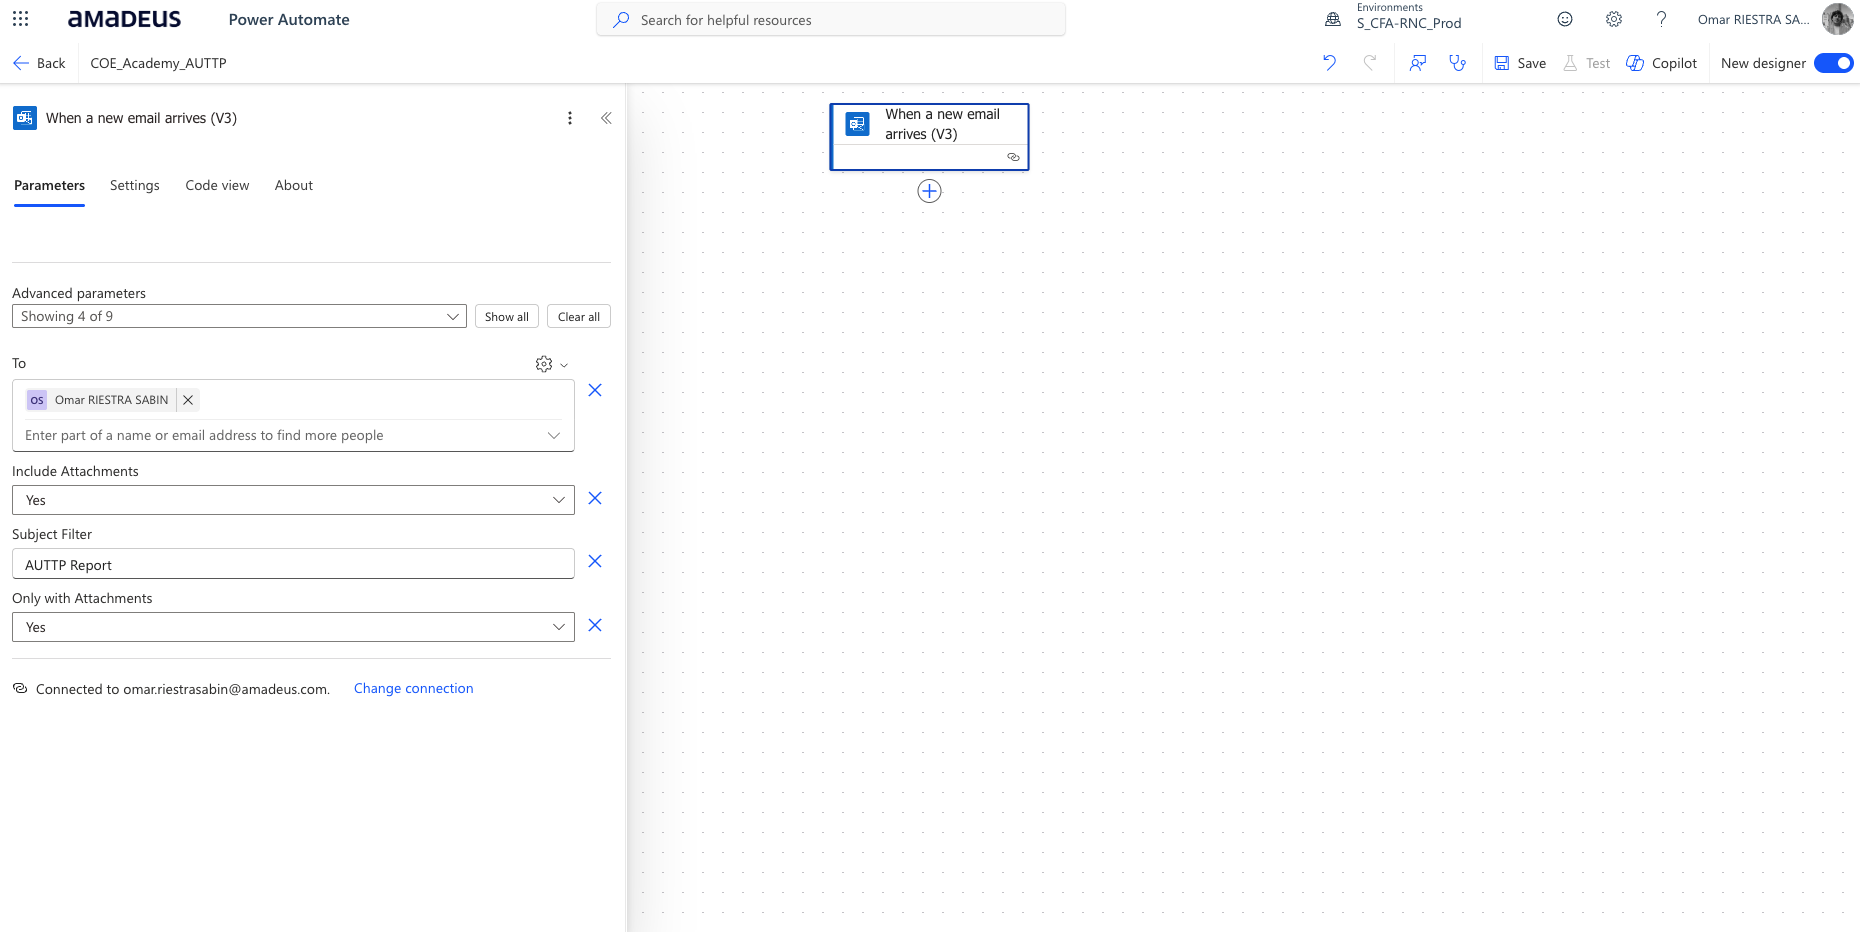 amadeus
Power Automate
Search for helpful resources
Environments
S_CFA-RNC_Prod
?
Omar RIESTRA SA...
Back
COE_Academy_AUTTP
Save
Test
Copilot
New designer
When a new email arrives (V3)
When a new email
arrives (V3)
Parameters
Settings
Code view
About
Advanced parameters
Showing 4 of 9
Show all
Clear all
To
OS
Omar RIESTRA SABIN
Enter part of a name or email address to find more people
Include Attachments
Yes
Subject Filter
AUTTP Report
Only with Attachments
Yes
Connected to omar.riestrasabin@amadeus.com.
Change connection